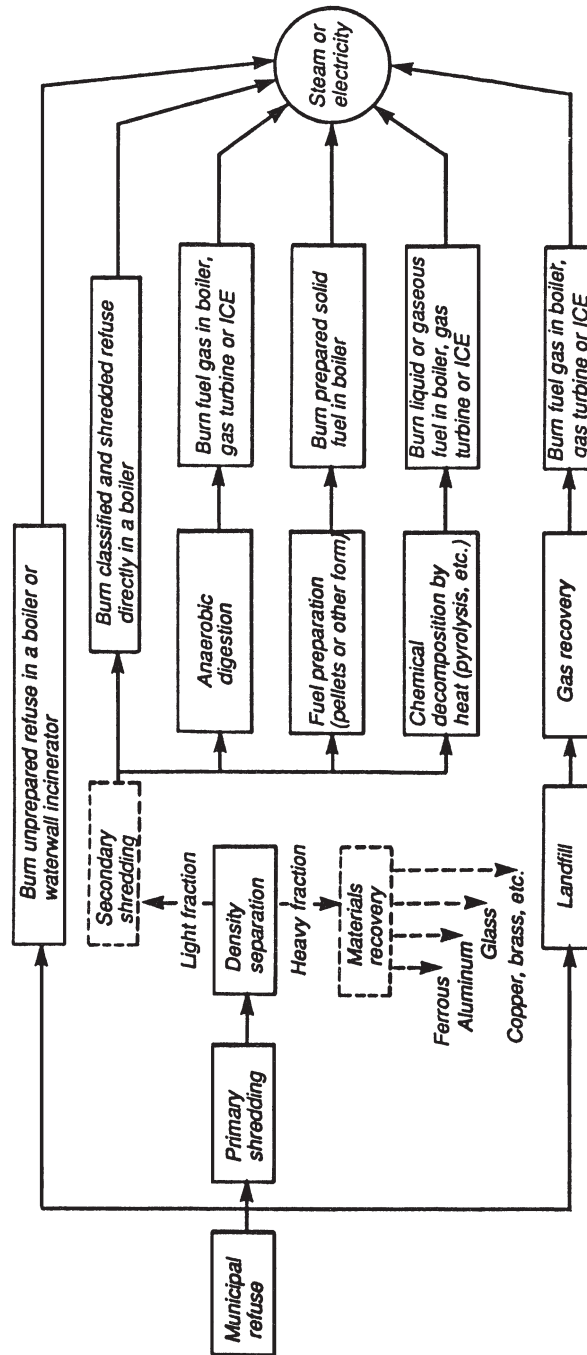 Municipal
refuse
Primary
shredding
Density
separation
Light fraction
Heavy fraction
Secondary
shredding
Materials
recovery
Ferrous
Aluminum
Glass
Copper, brass, etc.
Burn unprepared refuse in a boiler or
waterwall incinerator
Burn classified and shredded refuse
directly in a boiler
Anaerobic
digestion
Burn fuel gas in boiler,
gas turbine or ICE
Fuel preparation
(pellets or other form)
Burn prepared solid
fuel in boiler
Chemical
decomposition by
heat (pyrolysis, etc.)
Burn liquid or gaseous
fuel in boiler, gas
turbine or ICE
Landfill
Gas recovery
Burn fuel gas in boiler,
gas turbine or ICE
Steam or
electricity